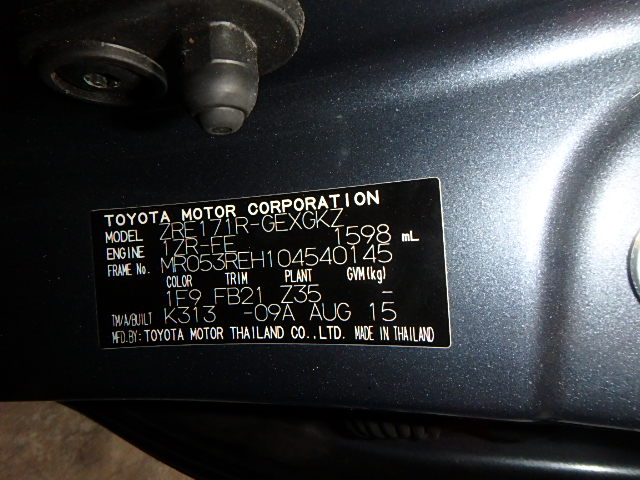 TOYOTA MOTOR CORPORATION
MODEL ZRE171R-GEXGKZ
ENGINE 1ZR-FE 1598 mL
FRAME No. MR053REH104540145
COLOR TRIM PLANT GVM(kg)
1F9 FB21 Z35 -
TM/A/BUILT K313 -09A AUG 15
MFD.BY: TOYOTA MOTOR THAILAND CO.,LTD. MADE IN THAILAND